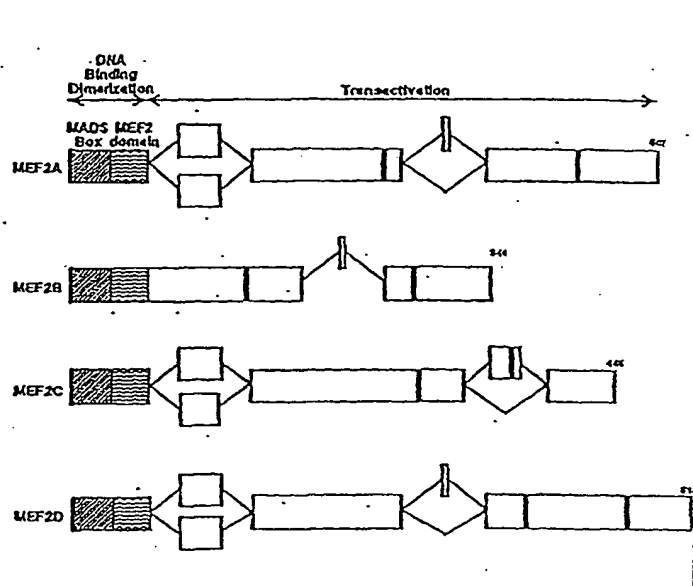 DNA
Binding
Dimerization
Transactivation
MADS MEF2
Box domain
MEF2A
MEF2B
MEF2C
MEF2D